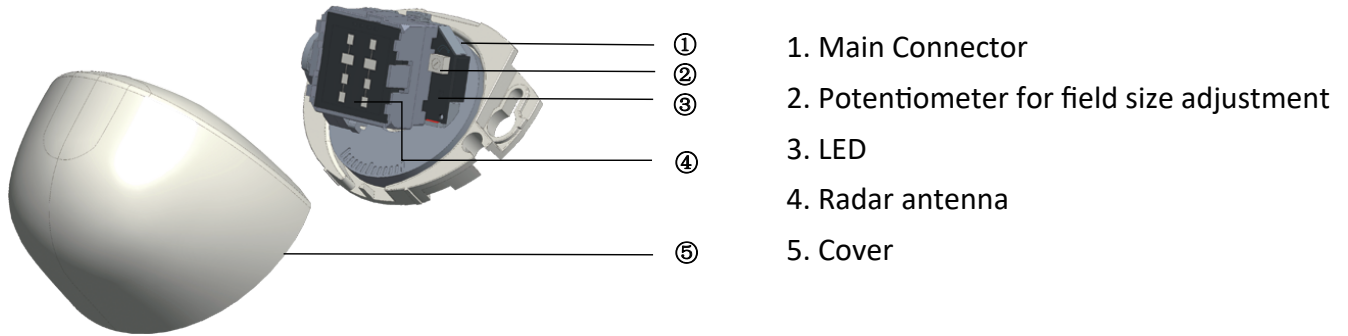 ① 1. Main Connector
② 2. Potentiometer for field size adjustment
③ 3. LED
④ 4. Radar antenna
⑤ 5. Cover